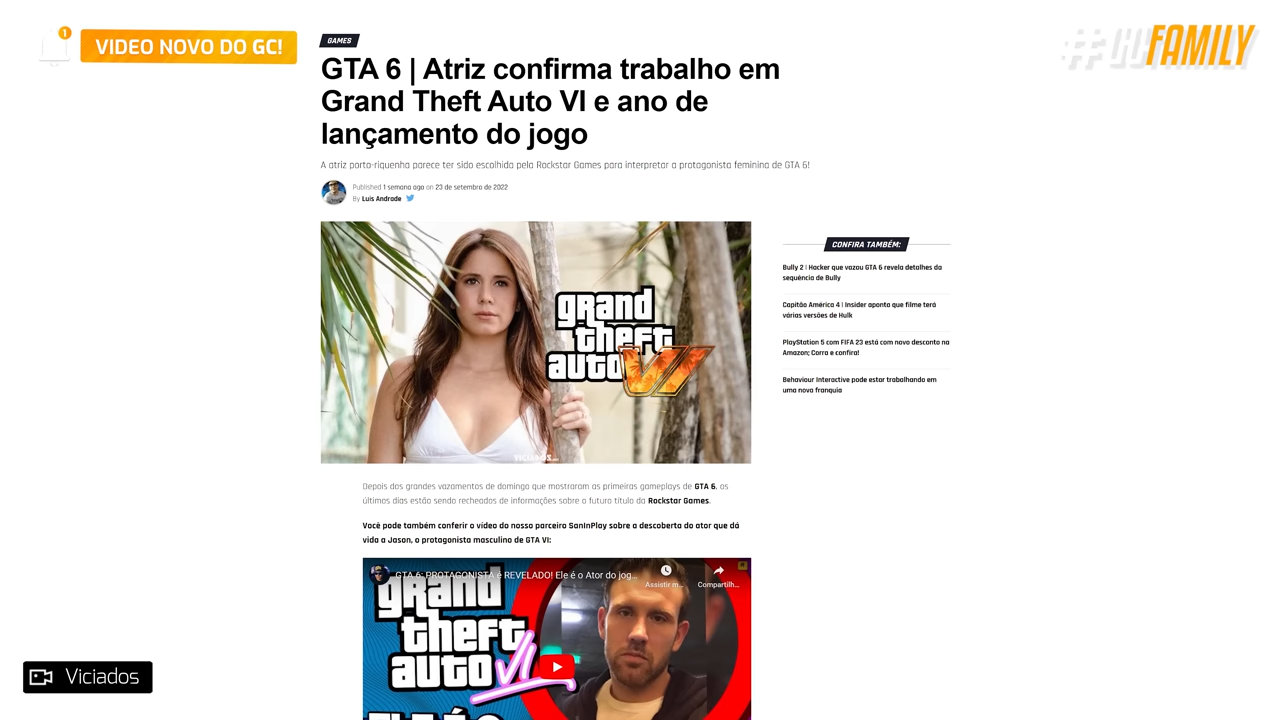 1
VIDEO NOVO DO GC!
#GCFAMILY
GAMES
GTA 6 | Atriz confirma trabalho em
Grand Theft Auto VI e ano de
lançamento do jogo
A atriz porto-riquenha parece ter sido escolhida pela Rockstar Games para interpretar a protagonista feminina de GTA 6!
Published 1 semana ago on 23 de setembro de 2022
By Luis Andrade
grand
theft
auto VI
VICIADOS
CONFIRA TAMBÉM:
Bully 2 | Hacker que vazou GTA 6 revela detalhes da
sequência de Bully
Capitão América 4 | Insider aponta que filme terá
várias versões de Hulk
PlayStation 5 com FIFA 23 está com novo desconto na
Amazon; Corra e confira!
Behaviour Interactive pode estar trabalhando em
uma nova franquia
Depois dos grandes vazamentos de domingo que mostraram as primeiras gameplays de GTA 6, os
últimos dias estão sendo recheados de informações sobre o futuro título da Rockstar Games.
Você pode também conferir o vídeo do nosso parceiro SanInPlay sobre a descoberta do ator que dá
vida a Jason, o protagonista masculino de GTA VI:
GTA 6: PROTAGONISTA é REVELADO! Ele é o Ator do jog...
Assistir m...
Compartilh...
grand
theft
auto VI
ELE É O
Viciados